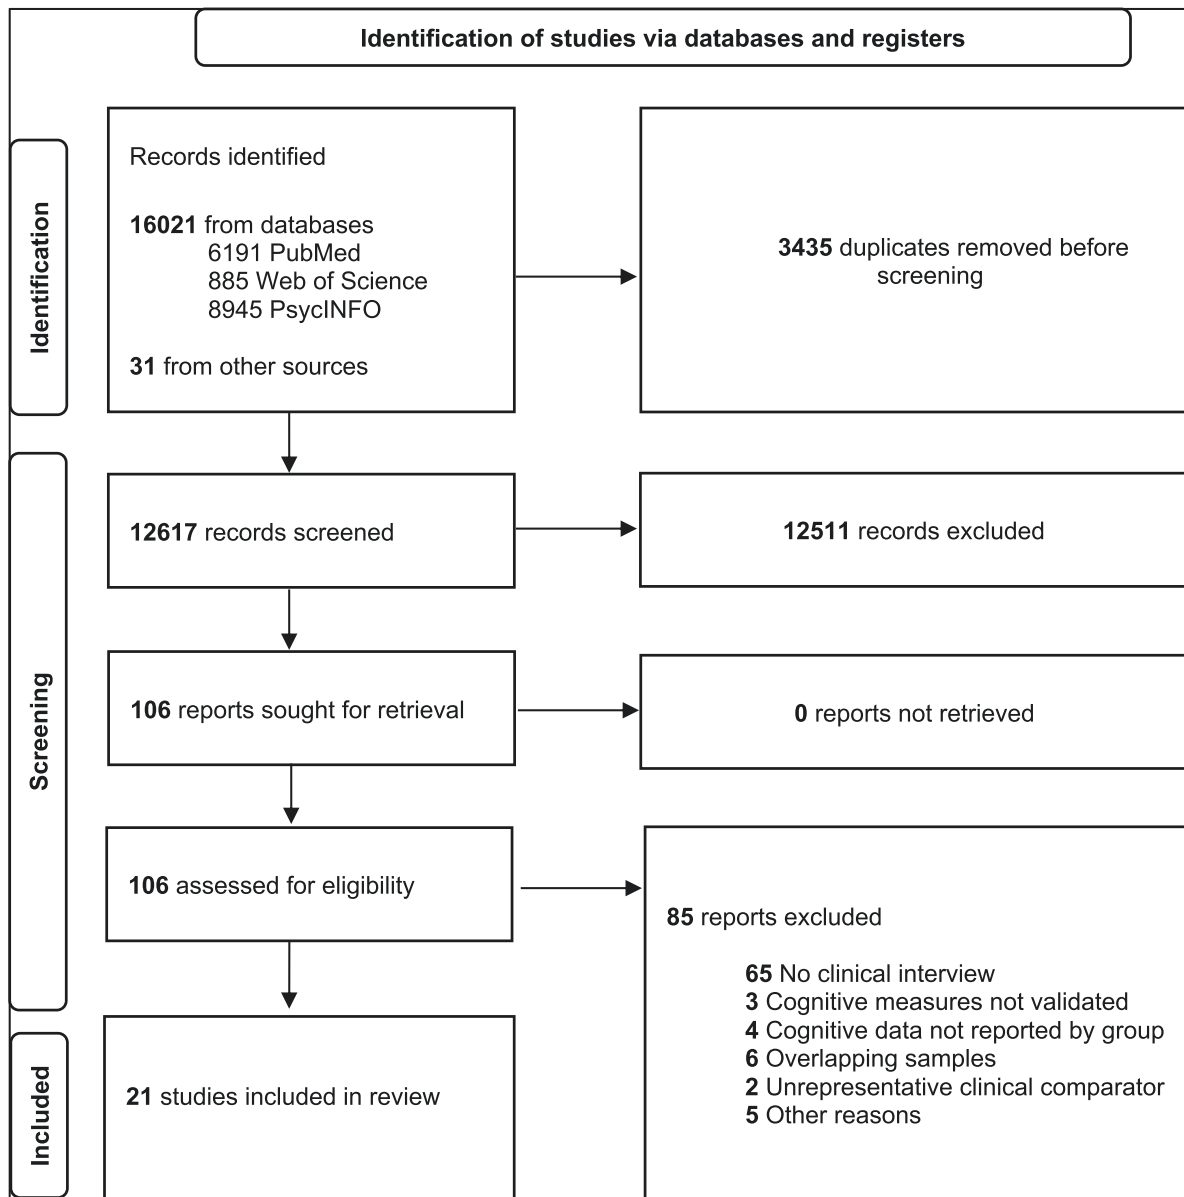 Identification of studies via databases and registers
Identification
Records identified
16021 from databases
6191 PubMed
885 Web of Science
8945 PsycINFO
31 from other sources
3435 duplicates removed before
screening
Screening
12617 records screened
12511 records excluded
106 reports sought for retrieval
0 reports not retrieved
106 assessed for eligibility
85 reports excluded
65 No clinical interview
3 Cognitive measures not validated
4 Cognitive data not reported by group
6 Overlapping samples
2 Unrepresentative clinical comparator
5 Other reasons
Included
21 studies included in review